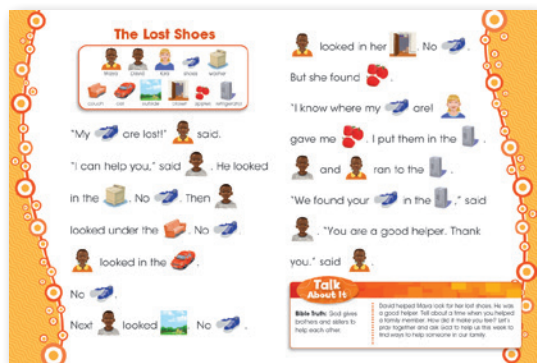 The Lost Shoes
Mava David Kira shoes washer
couch car outside closet apples refrigerator
"My are lost!" said.
"I can help you," said . He looked
in the . No . Then
looked under the . No .
looked in the .
No .
Next looked . No .
looked in her . No .
But she found .
"I know where my are!
gave me . I put them in the .
and ran to the .
"We found your in the ," said
. "You are a good helper. Thank
you." said .
Talk
About It
Bible Truth: God gives
brothers and sisters to
help each other.
David helped Mava look for her lost shoes. He was
a good helper. Tell about a time when you helped
a family member. How did it make you feel? Let's
pray together and ask God to help us this week to
find ways to help someone in our family.